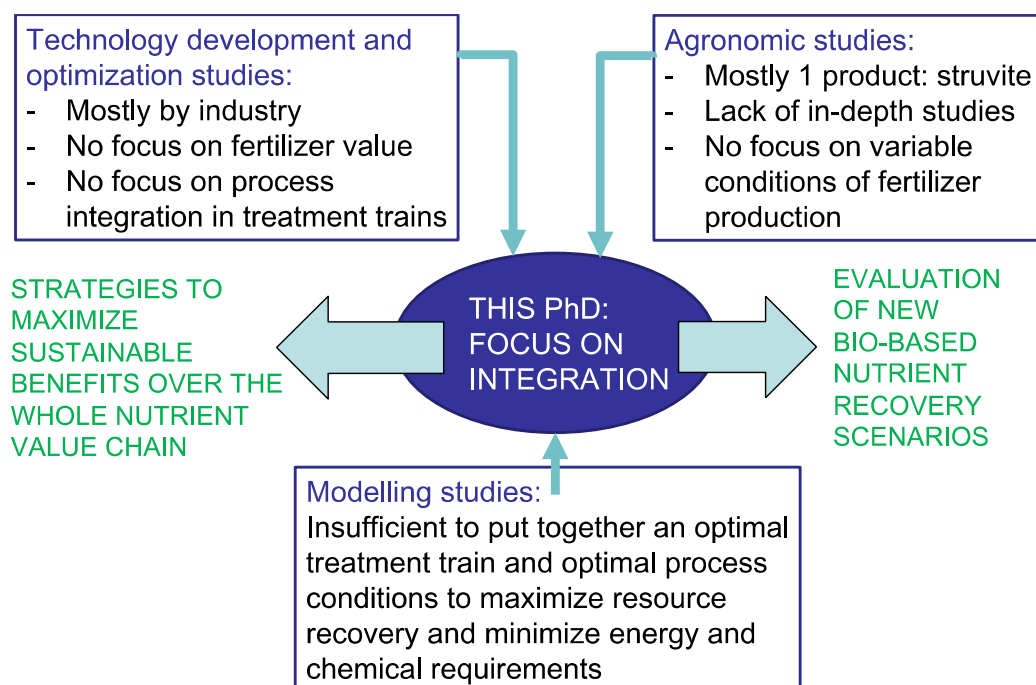 Technology development and
optimization studies:
- Mostly by industry
- No focus on fertilizer value
- No focus on process
integration in treatment trains
Agronomic studies:
- Mostly 1 product: struvite
- Lack of in-depth studies
- No focus on variable
conditions of fertilizer
production
STRATEGIES TO
MAXIMIZE
SUSTAINABLE
BENEFITS OVER THE
WHOLE NUTRIENT
VALUE CHAIN
THIS PhD:
FOCUS ON
INTEGRATION
EVALUATION
OF NEW
BIO-BASED
NUTRIENT
RECOVERY
SCENARIOS
Modelling studies:
Insufficient to put together an optimal
treatment train and optimal process
conditions to maximize resource
recovery and minimize energy and
chemical requirements